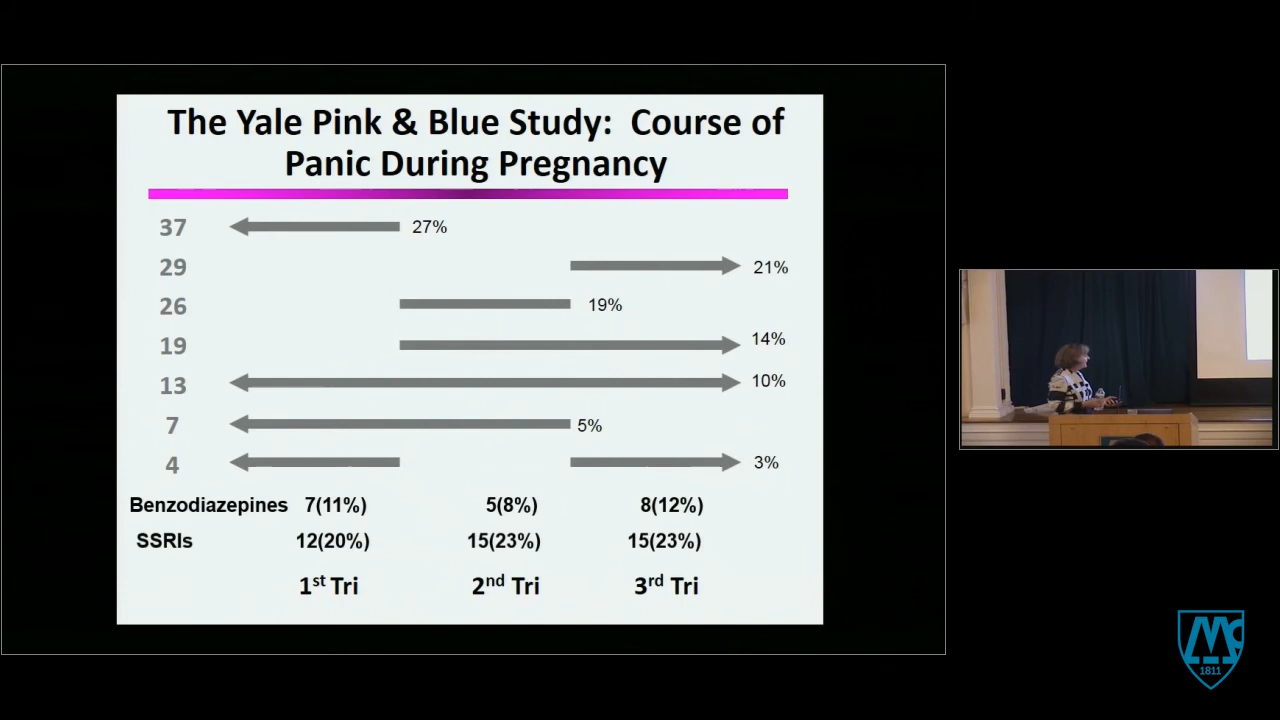 The Yale Pink & Blue Study: Course of
Panic During Pregnancy
37 27%
29 21%
26 19%
19 14%
13 10%
7 5%
4 3%
Benzodiazepines 7(11%) 5(8%) 8(12%)
SSRIs 12(20%) 15(23%) 15(23%)
1st Tri 2nd Tri 3rd Tri
1811